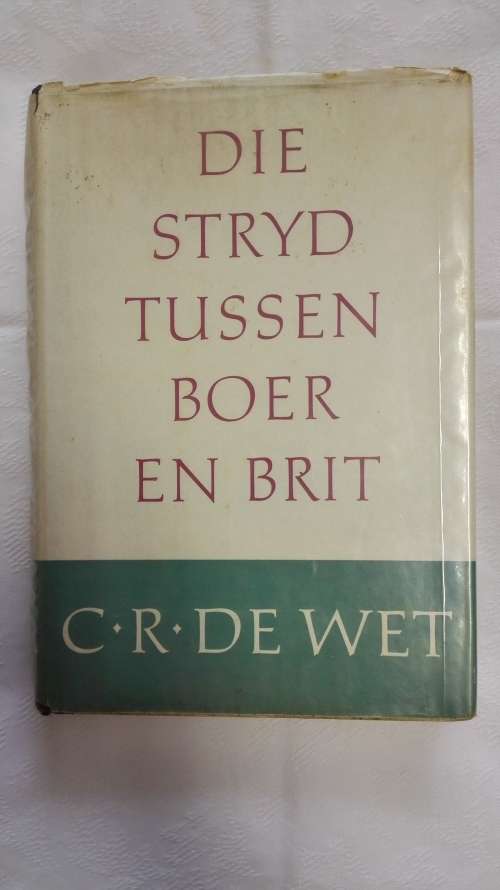 DIE
STRYD
TUSSEN
BOER
EN BRIT
C·R·DE WET